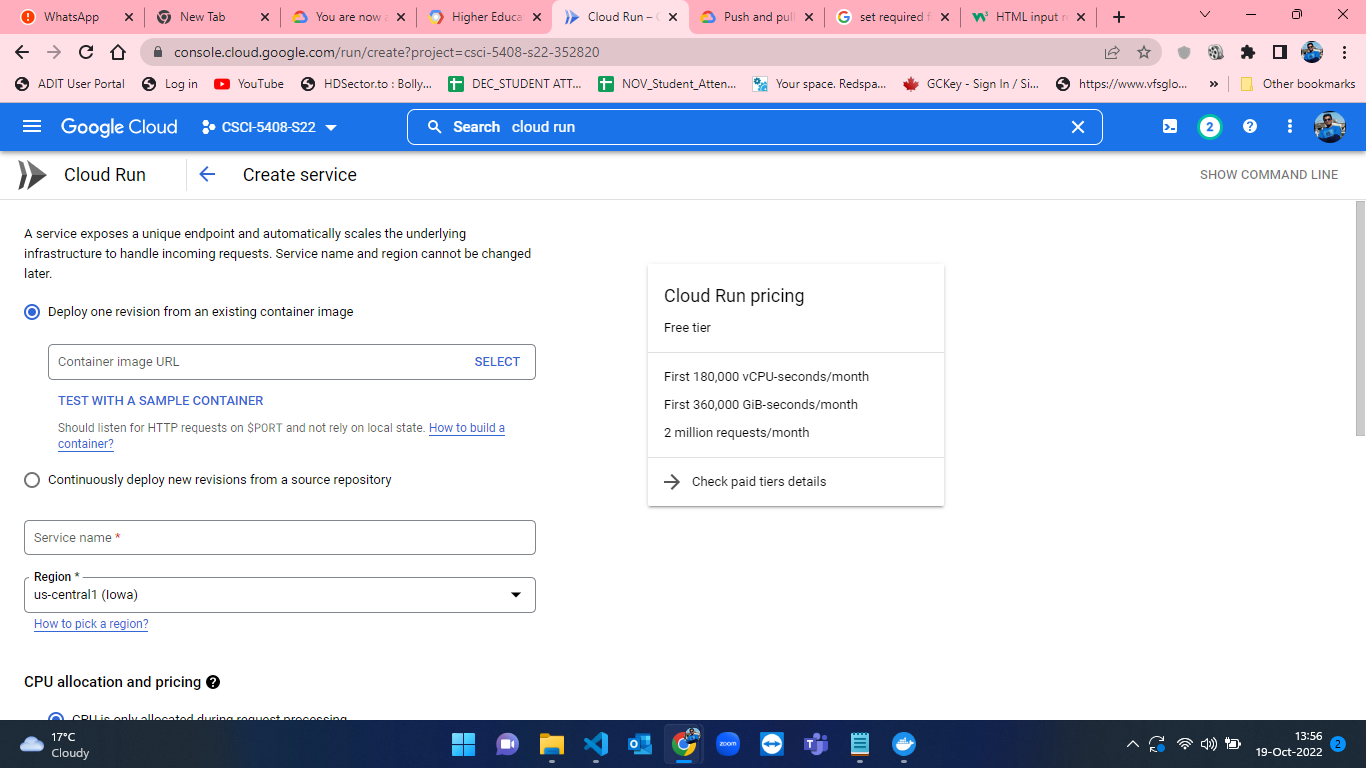 WhatsApp
New Tab
You are now a
Higher Educa
Cloud Run –
Push and pull
set required f
HTML input r
console.cloud.google.com/run/create?project=csci-5408-s22-352820
ADIT User Portal
Log in
YouTube
HDSector.to : Bolly...
DEC_STUDENT ATT...
NOV_Student_Atten...
Your space. Redspa...
GCKey - Sign In / Si...
https://www.vfsglo...
»
Other bookmarks
Google Cloud
CSCI-5408-S22
Search cloud run
2
Cloud Run
Create service
SHOW COMMAND LINE
A service exposes a unique endpoint and automatically scales the underlying
infrastructure to handle incoming requests. Service name and region cannot be changed
later.
Deploy one revision from an existing container image
Container image URL
SELECT
TEST WITH A SAMPLE CONTAINER
Should listen for HTTP requests on $PORT and not rely on local state. How to build a
container?
Continuously deploy new revisions from a source repository
Service name *
Region *
us-central1 (Iowa)
How to pick a region?
CPU allocation and pricing
CPU is only allocated during request processing
Cloud Run pricing
Free tier
First 180,000 vCPU-seconds/month
First 360,000 GiB-seconds/month
2 million requests/month
Check paid tiers details
17°C
Cloudy
zoom
13:56
19-Oct-2022
2